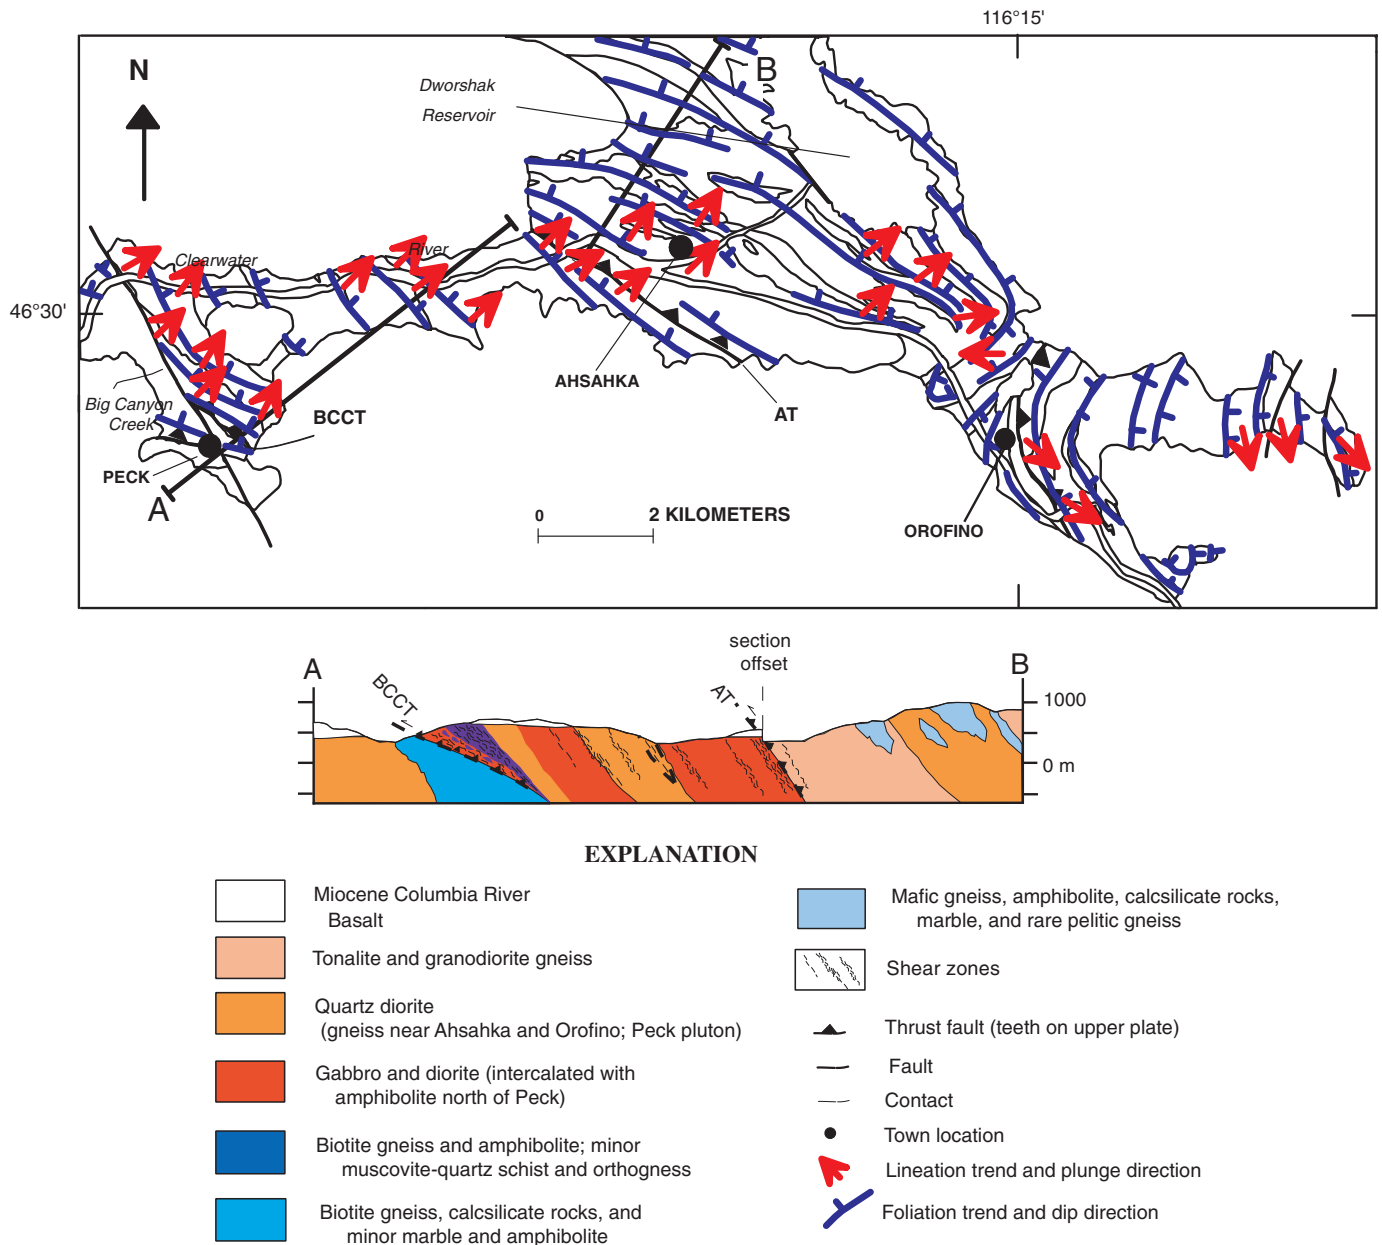 116°15'
N
Dworshak
Reservoir
B
Clearwater
River
46°30'
Big Canyon
Creek
PECK
A
BCCT
AHSAHKA
AT
0 2 KILOMETERS
OROFINO
section
offset
A
B
BCCT
AT
1000
0 m
EXPLANATION
Miocene Columbia River
Basalt
Tonalite and granodiorite gneiss
Quartz diorite
(gneiss near Ahsahka and Orofino; Peck pluton)
Gabbro and diorite (intercalated with
amphibolite north of Peck)
Biotite gneiss and amphibolite; minor
muscovite-quartz schist and orthogness
Biotite gneiss, calcsilicate rocks, and
minor marble and amphibolite
Mafic gneiss, amphibolite, calcsilicate rocks,
marble, and rare pelitic gneiss
Shear zones
Thrust fault (teeth on upper plate)
Fault
Contact
Town location
Lineation trend and plunge direction
Foliation trend and dip direction